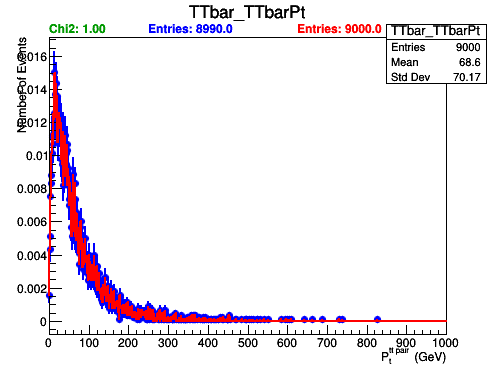 TTbar_TTbarPt
Chi2: 1.00 Entries: 8990.0 Entries: 9000.0
TTbar_TTbarPt
Entries 9000
Mean 68.6
Std Dev 70.17
Number of Events
0.016
0.014
0.012
0.01
0.008
0.006
0.004
0.002
0
0 100 200 300 400 500 600 700 800 900 1000
P_t^{tt pair} (GeV)